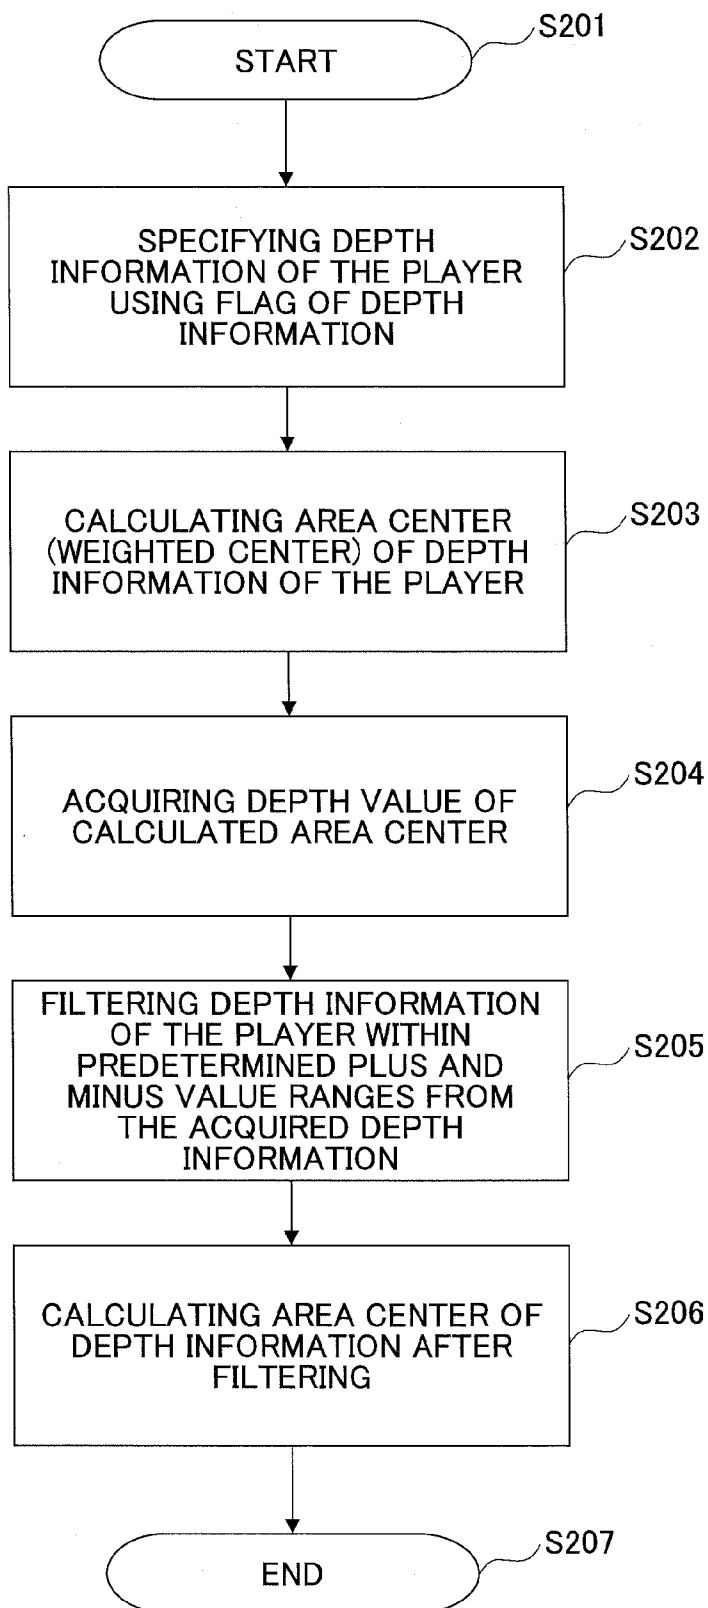 START
S201
SPECIFYING DEPTH
INFORMATION OF THE PLAYER
USING FLAG OF DEPTH
INFORMATION
S202
CALCULATING AREA CENTER
(WEIGHTED CENTER) OF DEPTH
INFORMATION OF THE PLAYER
S203
ACQUIRING DEPTH VALUE OF
CALCULATED AREA CENTER
S204
FILTERING DEPTH INFORMATION
OF THE PLAYER WITHIN
PREDETERMINED PLUS AND
MINUS VALUE RANGES FROM
THE ACQUIRED DEPTH
INFORMATION
S205
CALCULATING AREA CENTER OF
DEPTH INFORMATION AFTER
FILTERING
S206
END
S207